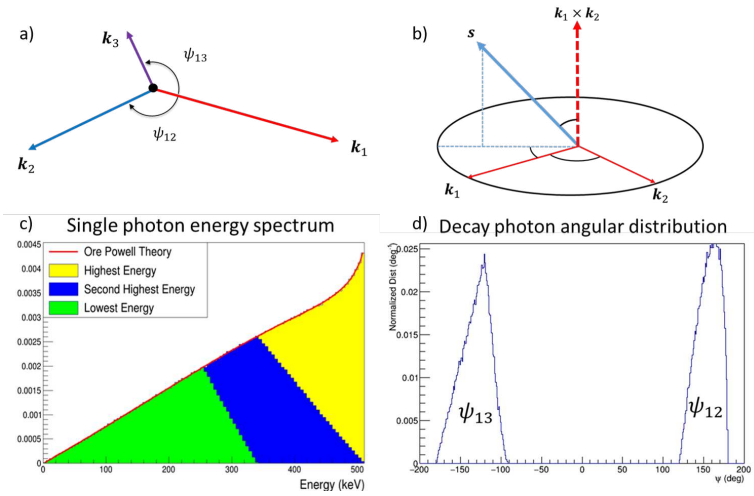 a)
k₃
ψ₁₃
ψ₁₂
k₁
k₂
b)
k₁ × k₂
s
k₁
k₂
c) Single photon energy spectrum
0.0045
0.004
0.0035
0.003
0.0025
0.002
0.0015
0.001
0.0005
0
Ore Powell Theory
Highest Energy
Second Highest Energy
Lowest Energy
0 100 200 300 400 500
Energy (keV)
d) Decay photon angular distribution
Normalized Dist (deg⁻¹)
0.025
0.02
0.015
0.01
0.005
0
ψ₁₃
ψ₁₂
−200 −150 −100 −50 0 50 100 150 200
ψ (deg)